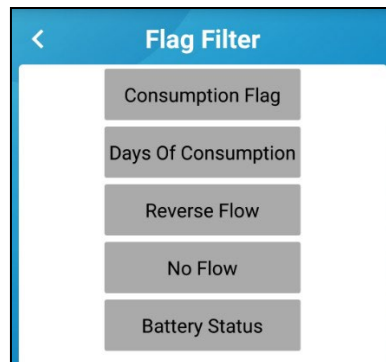 Flag Filter
Consumption Flag
Days Of Consumption
Reverse Flow
No Flow
Battery Status